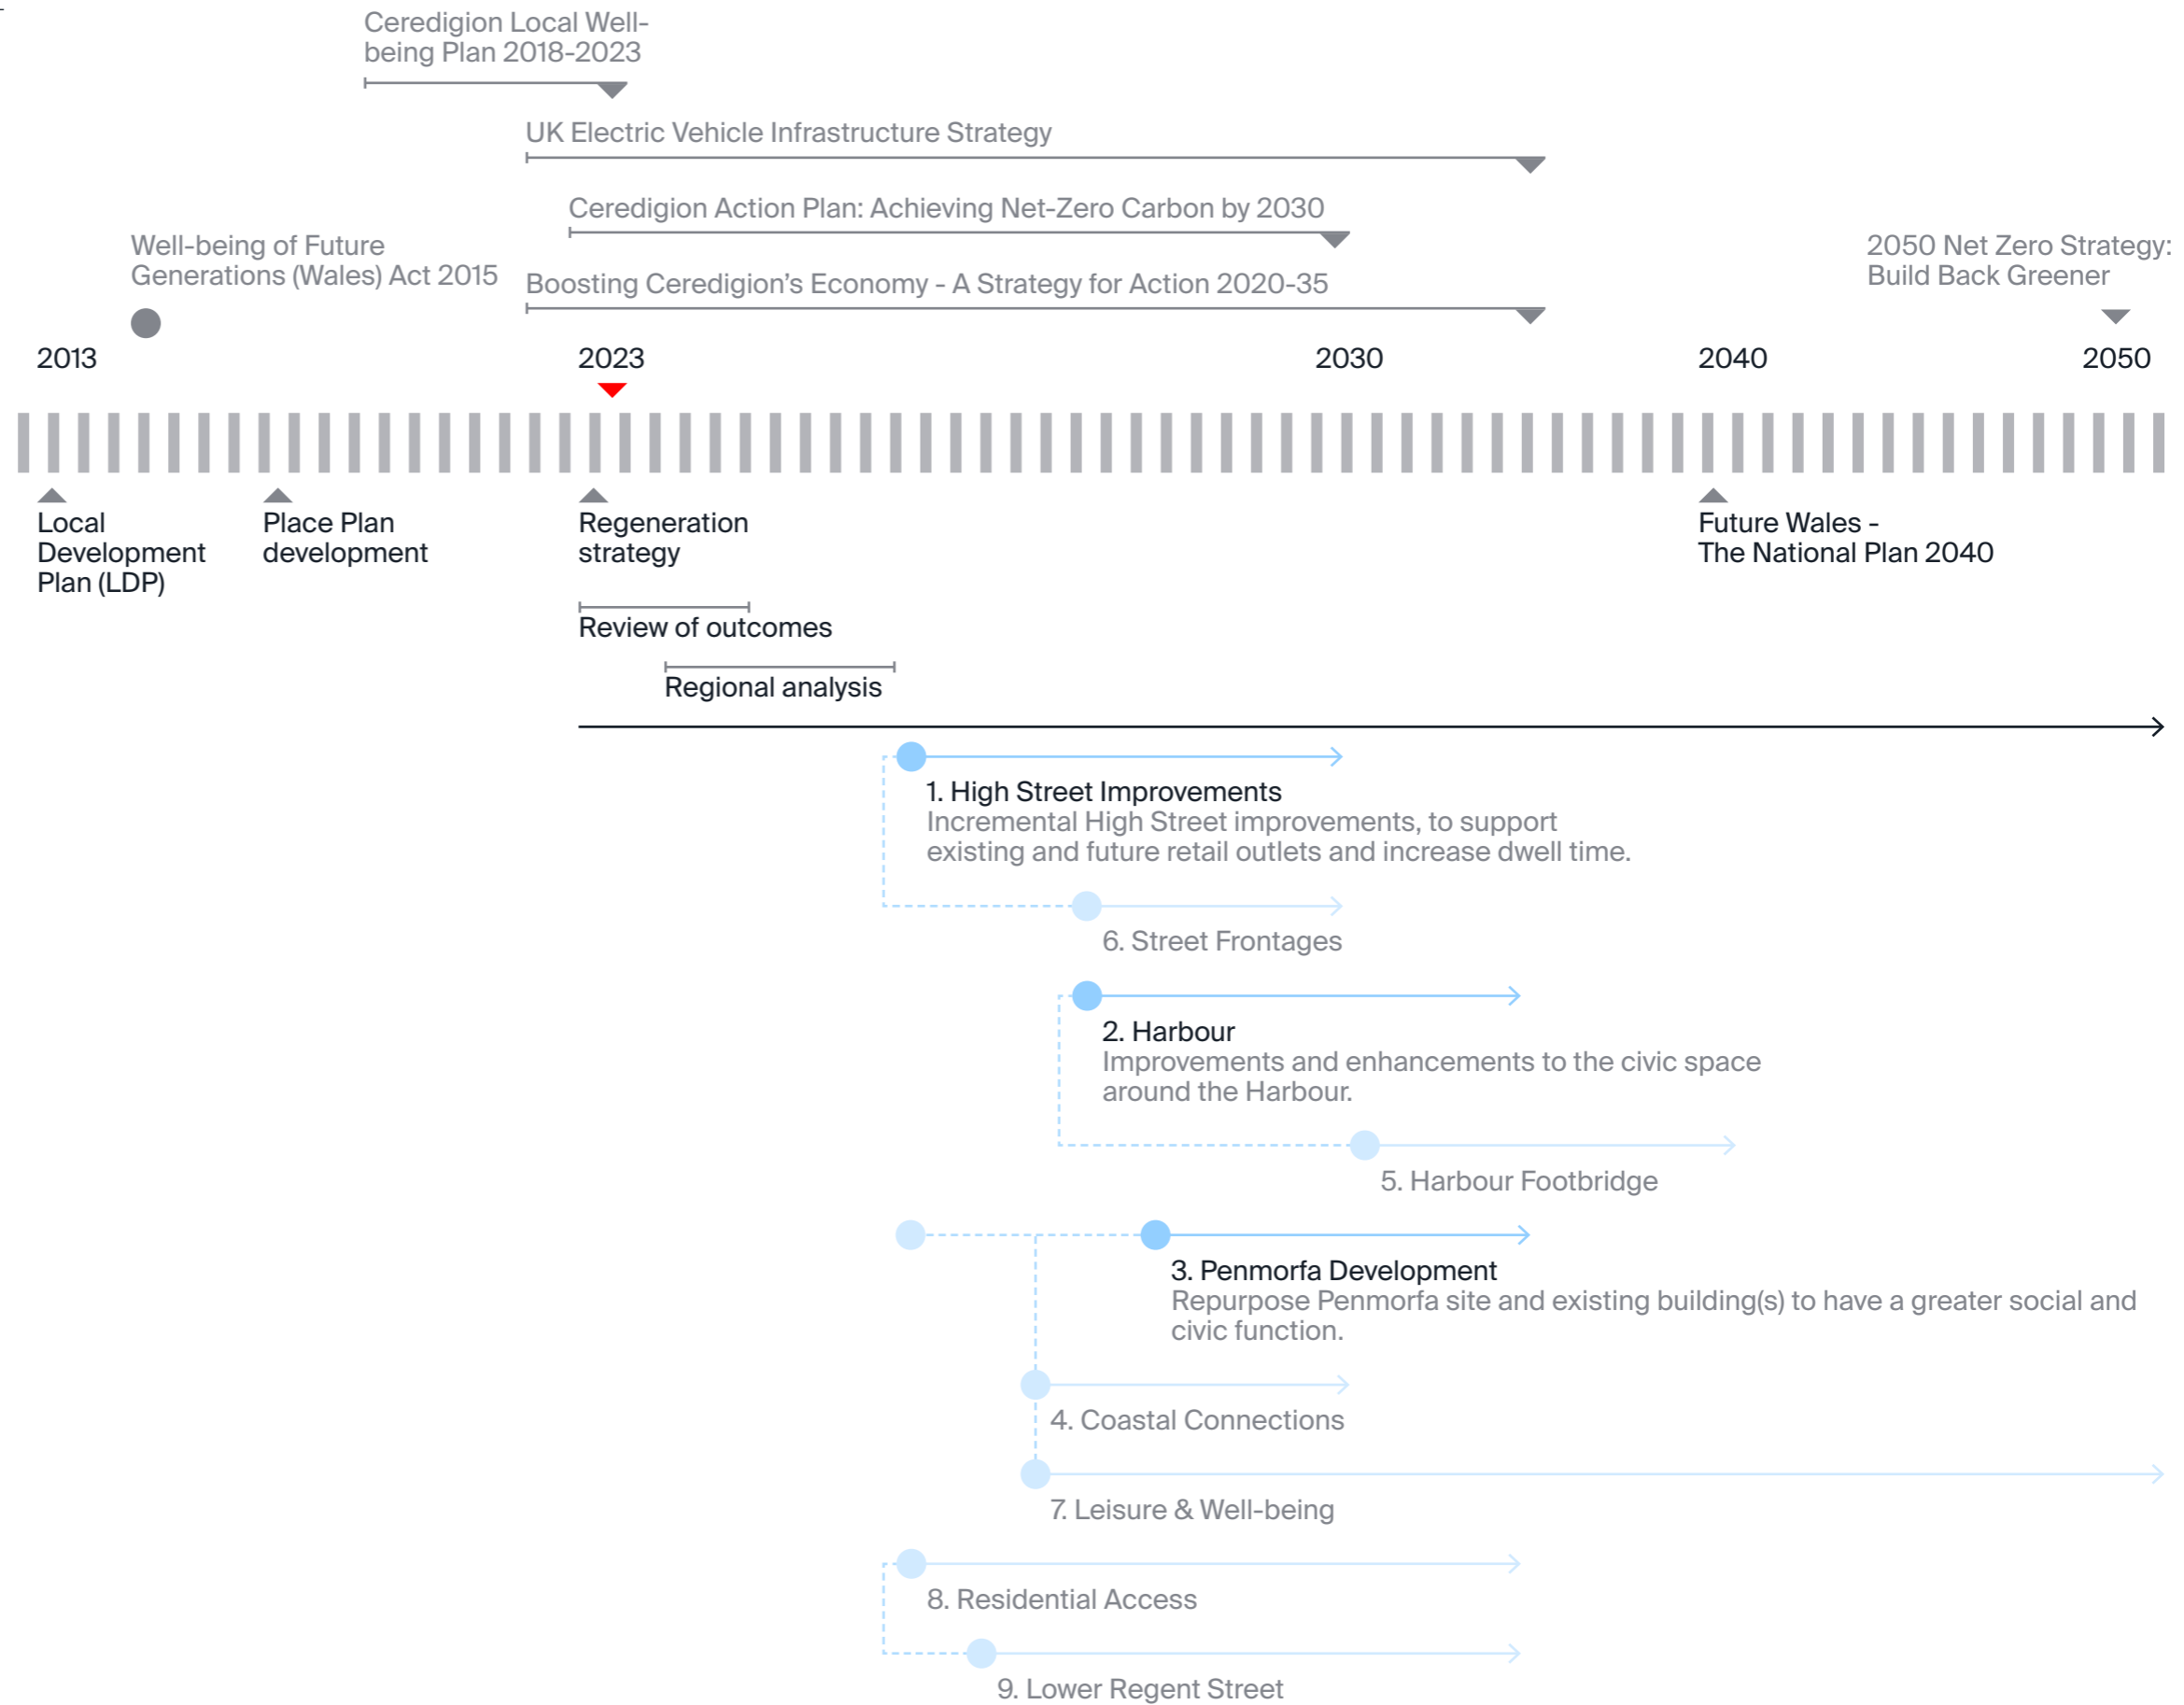 Ceredigion Local Well-
being Plan 2018-2023
UK Electric Vehicle Infrastructure Strategy
Ceredigion Action Plan: Achieving Net-Zero Carbon by 2030
Well-being of Future
Generations (Wales) Act 2015
Boosting Ceredigion’s Economy - A Strategy for Action 2020-35
2050 Net Zero Strategy:
Build Back Greener
2013
2023
2030
2040
2050
Local
Development
Plan (LDP)
Place Plan
development
Regeneration
strategy
Future Wales -
The National Plan 2040
Review of outcomes
Regional analysis
1. High Street Improvements
Incremental High Street improvements, to support
existing and future retail outlets and increase dwell time.
6. Street Frontages
2. Harbour
Improvements and enhancements to the civic space
around the Harbour.
5. Harbour Footbridge
3. Penmorfa Development
Repurpose Penmorfa site and existing building(s) to have a greater social and
civic function.
4. Coastal Connections
7. Leisure & Well-being
8. Residential Access
9. Lower Regent Street